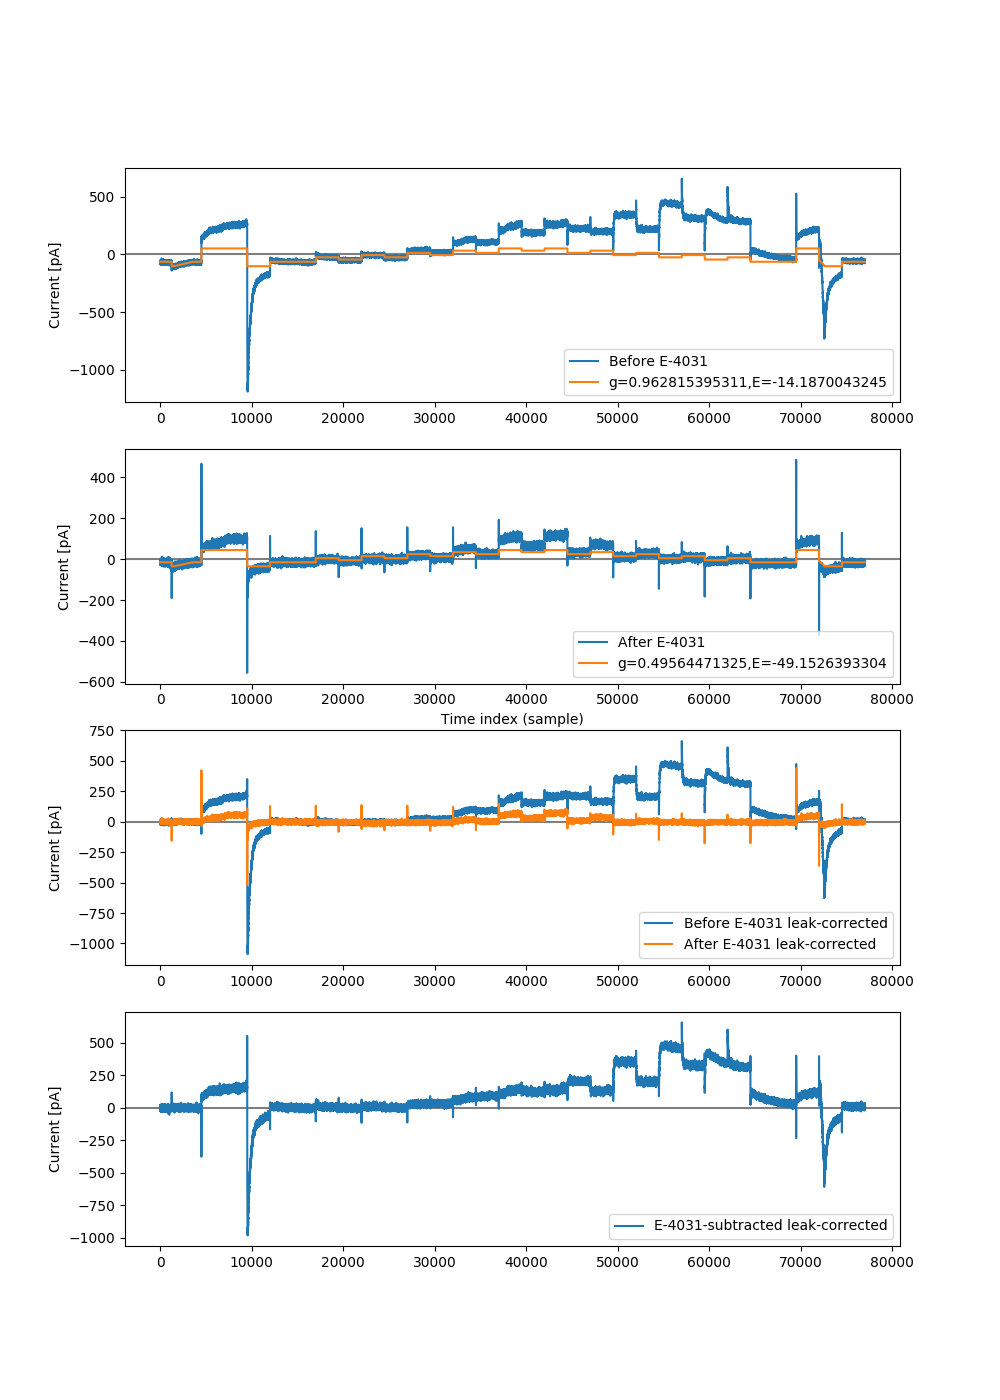 Current [pA]
500
0
−500
−1000
0 10000 20000 30000 40000 50000 60000 70000 80000
Before E-4031
g=0.962815395311,E=-14.1870043245
Current [pA]
400
200
0
−200
−400
−600
0 10000 20000 30000 40000 50000 60000 70000 80000
After E-4031
g=0.49564471325,E=-49.1526393304
Time index (sample)
Current [pA]
750
500
250
0
−250
−500
−750
−1000
0 10000 20000 30000 40000 50000 60000 70000 80000
Before E-4031 leak-corrected
After E-4031 leak-corrected
Current [pA]
500
250
0
−250
−500
−750
−1000
0 10000 20000 30000 40000 50000 60000 70000 80000
E-4031-subtracted leak-corrected